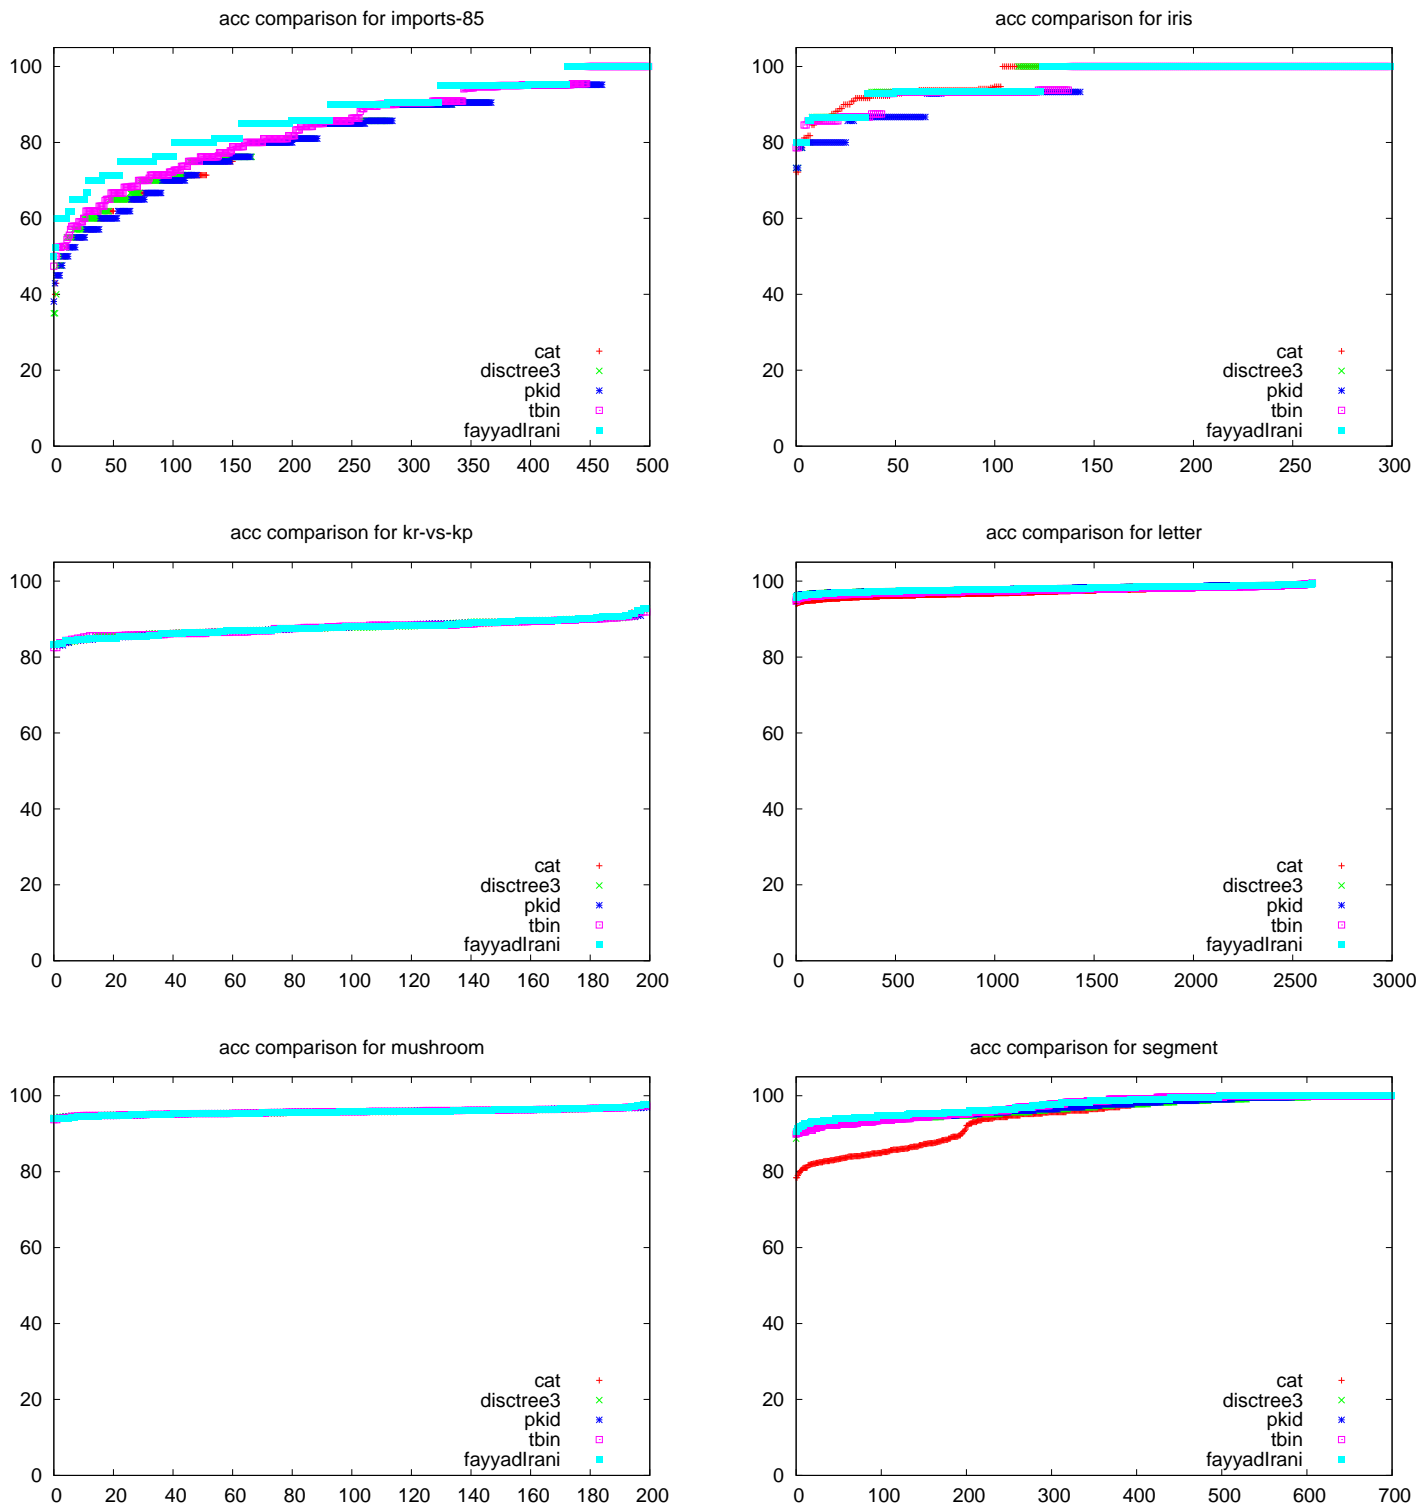 acc comparison for imports-85
100
80
60
40
20
0
cat
disctree3
pkid
tbin
fayyadIrani
0 50 100 150 200 250 300 350 400 450 500
acc comparison for iris
100
80
60
40
20
0
cat
disctree3
pkid
tbin
fayyadIrani
0 50 100 150 200 250 300
acc comparison for kr-vs-kp
100
80
60
40
20
0
cat
disctree3
pkid
tbin
fayyadIrani
0 20 40 60 80 100 120 140 160 180 200
acc comparison for letter
100
80
60
40
20
0
cat
disctree3
pkid
tbin
fayyadIrani
0 500 1000 1500 2000 2500 3000
acc comparison for mushroom
100
80
60
40
20
0
cat
disctree3
pkid
tbin
fayyadIrani
0 20 40 60 80 100 120 140 160 180 200
acc comparison for segment
100
80
60
40
20
0
cat
disctree3
pkid
tbin
fayyadIrani
0 100 200 300 400 500 600 700